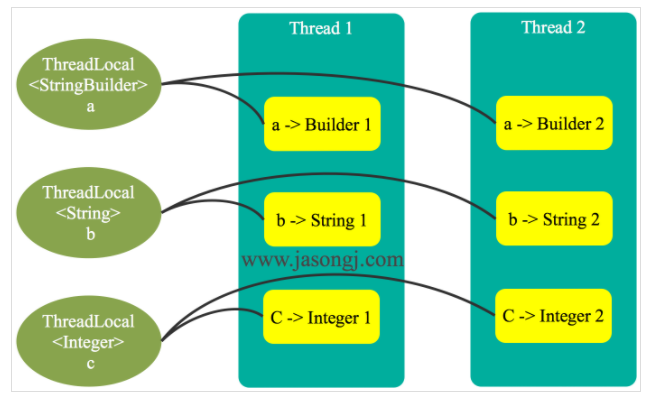 ThreadLocal
<StringBuilder>
a
ThreadLocal
<String>
b
ThreadLocal
<Integer>
c
Thread 1
a -> Builder 1
b -> String 1
www.jasongj.com
C -> Integer 1
Thread 2
a -> Builder 2
b -> String 2
C -> Integer 2